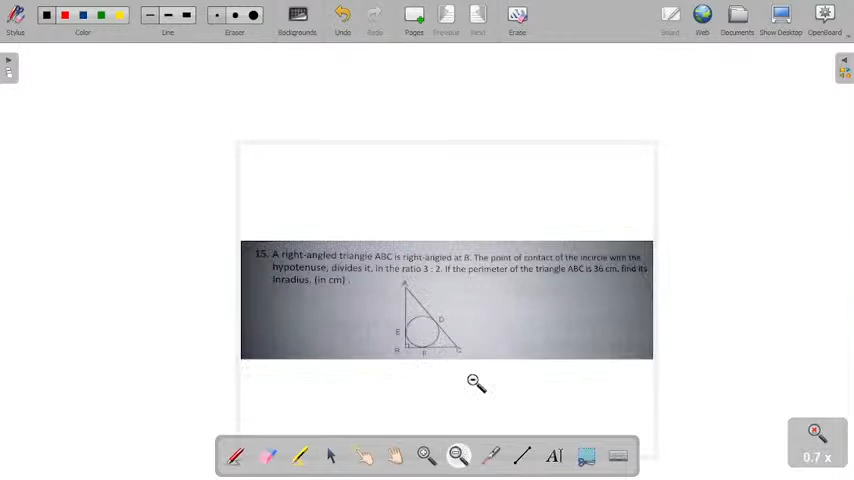 Stylus
Color
Line
Eraser
Backgrounds
Undo
Redo
Pages
Previous
Next
Erase
Board
Web
Documents
Show Desktop
OpenBoard
15. A right-angled triangle ABC is right-angled at B. The point of contact of the incircle with the
hypotenuse, divides it, in the ratio 3 : 2. If the perimeter of the triangle ABC is 36 cm, find its
inradius. (in cm) .
A
D
E
B
F
C
AI
0.7 x